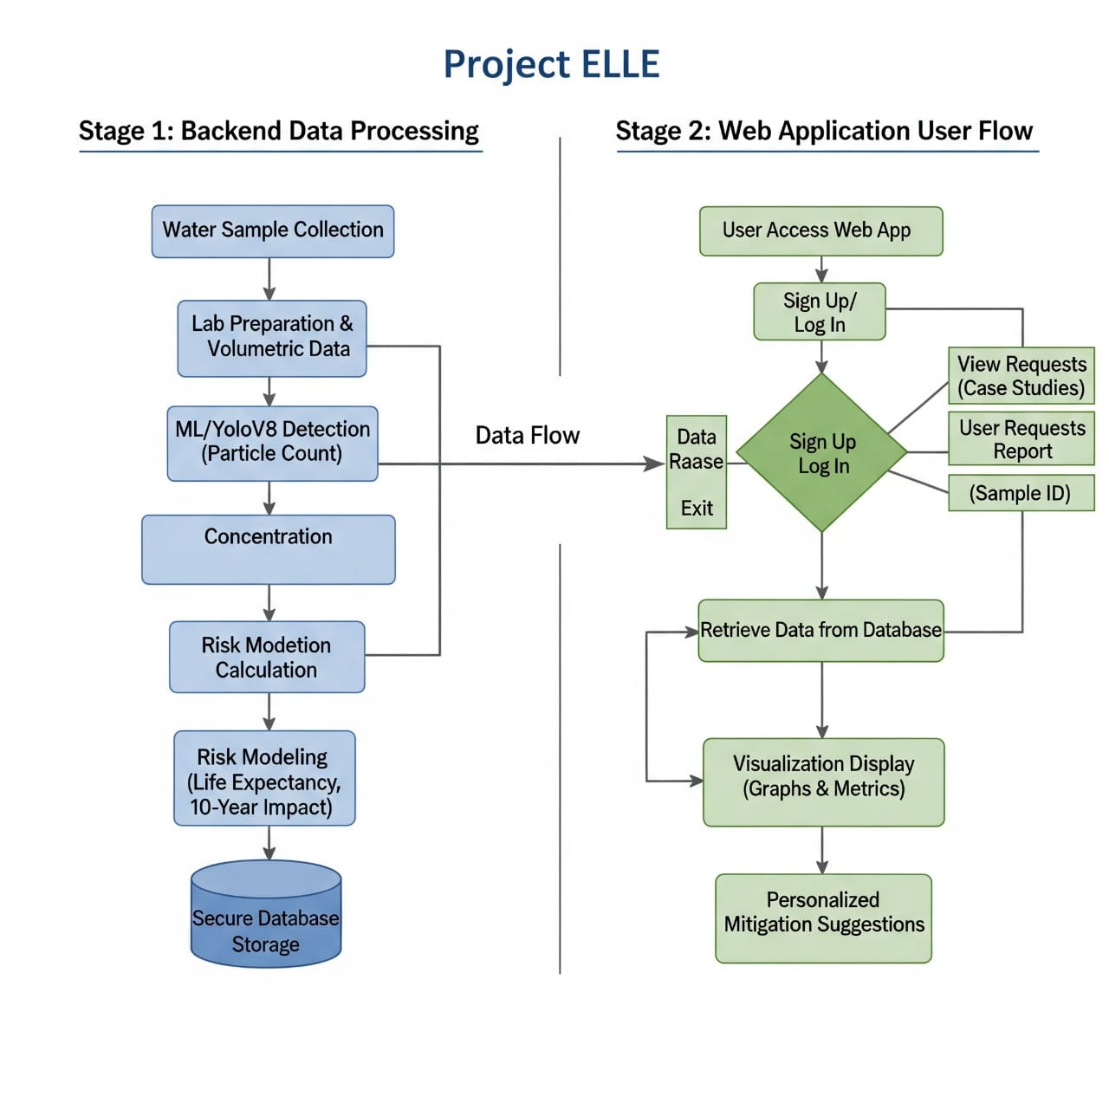 Project ELLE
Stage 1: Backend Data Processing
Water Sample Collection
Lab Preparation &
Volumetric Data
ML/YoloV8 Detection
(Particle Count)
Concentration
Risk Modetion
Calculation
Risk Modeling
(Life Expectancy,
10-Year Impact)
Secure Database
Storage
Data Flow
Stage 2: Web Application User Flow
User Access Web App
Sign Up/
Log In
Data
Raase
Exit
Sign Up
Log In
View Requests
(Case Studies)
User Requests
Report
(Sample ID)
Retrieve Data from Database
Visualization Display
(Graphs & Metrics)
Personalized
Mitigation Suggestions